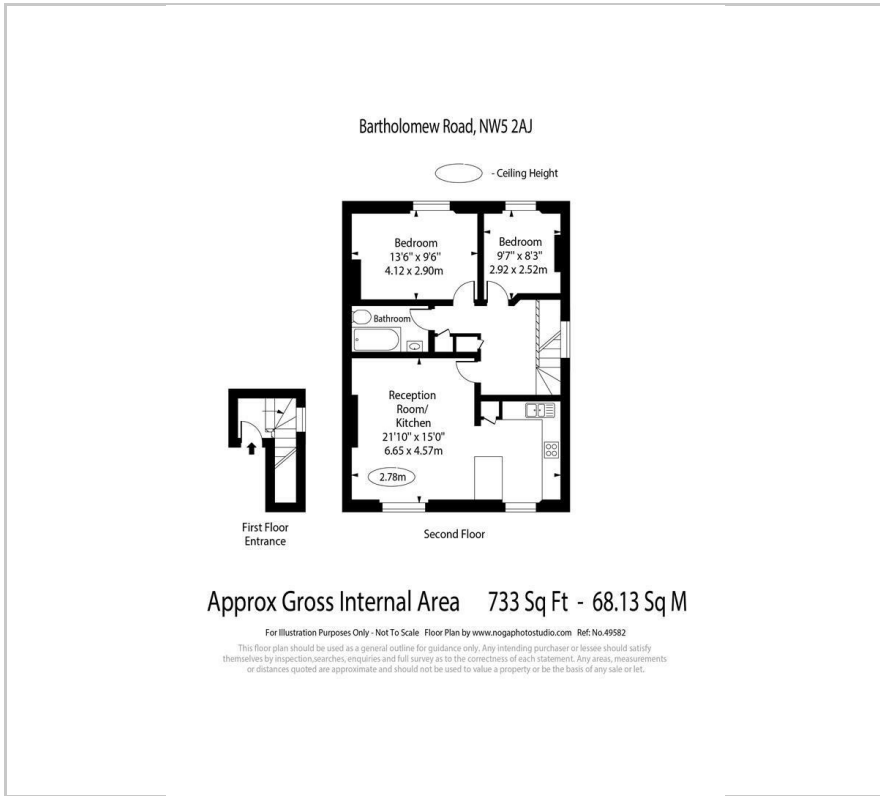 Bartholomew Road, NW5 2AJ
- Ceiling Height
Bedroom
13'6" x 9'6"
4.12 x 2.90m
Bedroom
9'7" x 8'3"
2.92 x 2.52m
Bathroom
Reception
Room/
Kitchen
21'10" x 15'0"
6.65 x 4.57m
2.78m
First Floor
Entrance
Second Floor
Approx Gross Internal Area 733 Sq Ft - 68.13 Sq M
For Illustration Purposes Only - Not To Scale Floor Plan by www.nogaphotostudio.com Ref: No.49582
This floor plan should be used as a general outline for guidance only. Any intending purchaser or lessee should satisfy
themselves by inspection,searches, enquiries and full survey as to the correctness of each statement. Any areas, measurements
or distances quoted are approximate and should not be used to value a property or be the basis of any sale or let.